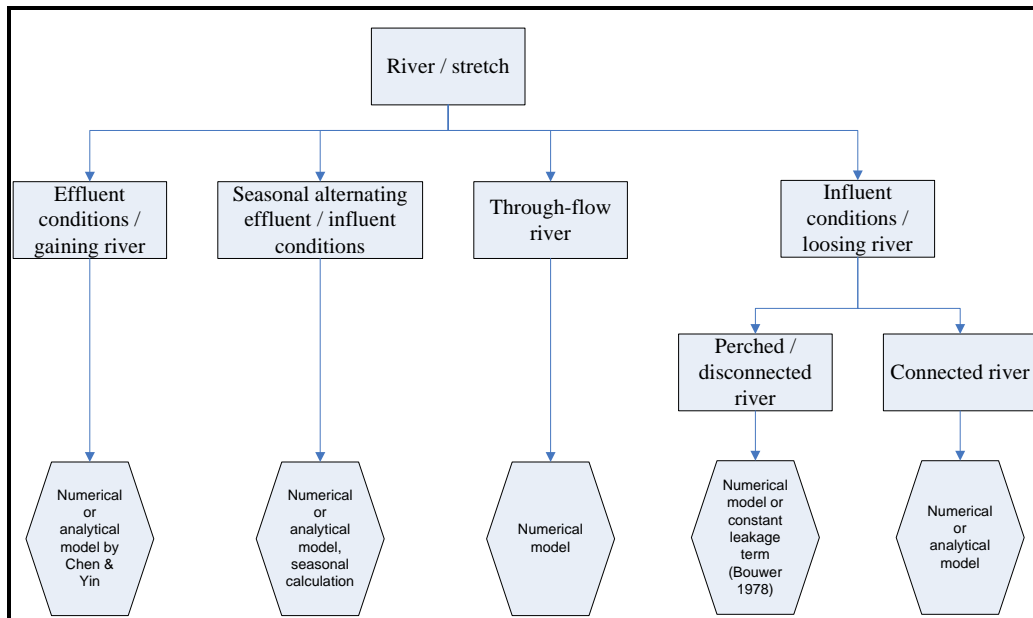 River / stretch
Effluent
conditions /
gaining river
Seasonal alternating
effluent / influent
conditions
Through-flow
river
Influent
conditions /
loosing river
Perched /
disconnected
river
Connected river
Numerical
or
analytical
model by
Chen &
Yin
Numerical
or
analytical
model,
seasonal
calculation
Numerical
model
Numerical
model or
constant
leakage
term
(Bouwer
1978)
Numerical
or
analytical
model